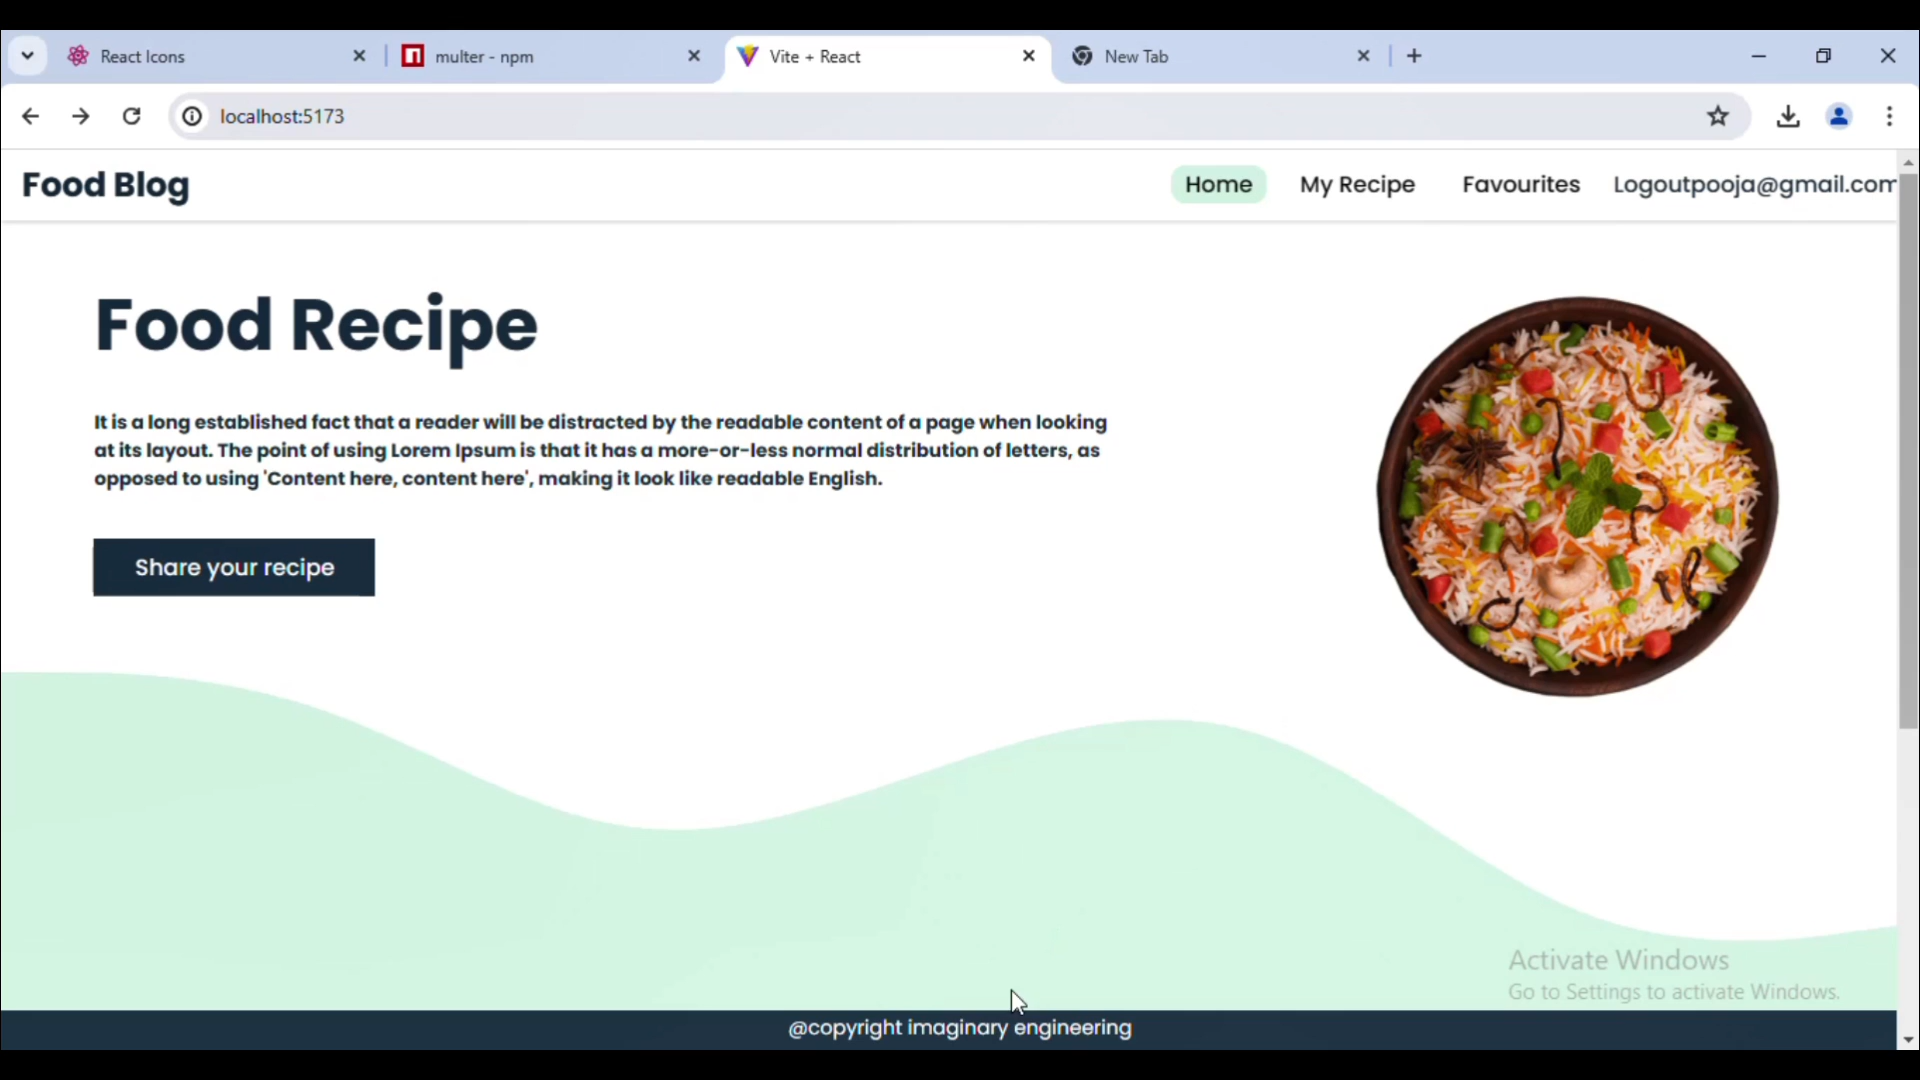 React Icons
multer - npm
Vite + React
New Tab
localhost:5173
Food Blog
Home
My Recipe
Favourites
Logoutpooja@gmail.com
Food Recipe
It is a long established fact that a reader will be distracted by the readable content of a page when looking
at its layout. The point of using Lorem Ipsum is that it has a more-or-less normal distribution of letters, as
opposed to using 'Content here, content here', making it look like readable English.
Share your recipe
Activate Windows
Go to Settings to activate Windows.
@copyright imaginary engineering